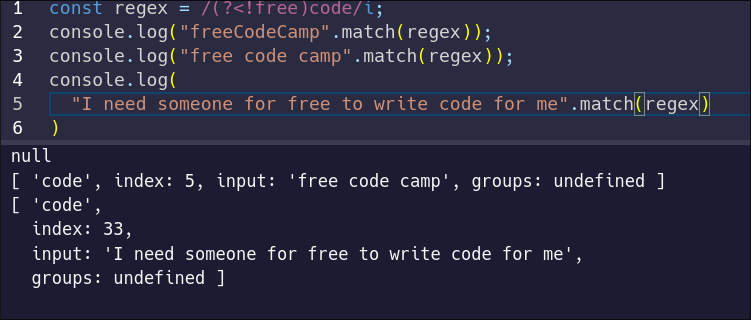 1 const regex = /(?<!free)code/i;
2 console.log("freeCodeCamp".match(regex));
3 console.log("free code camp".match(regex));
4 console.log(
5   "I need someone for free to write code for me".match(regex)
6 )
null
[ 'code', index: 5, input: 'free code camp', groups: undefined ]
[ 'code',
  index: 33,
  input: 'I need someone for free to write code for me',
  groups: undefined ]